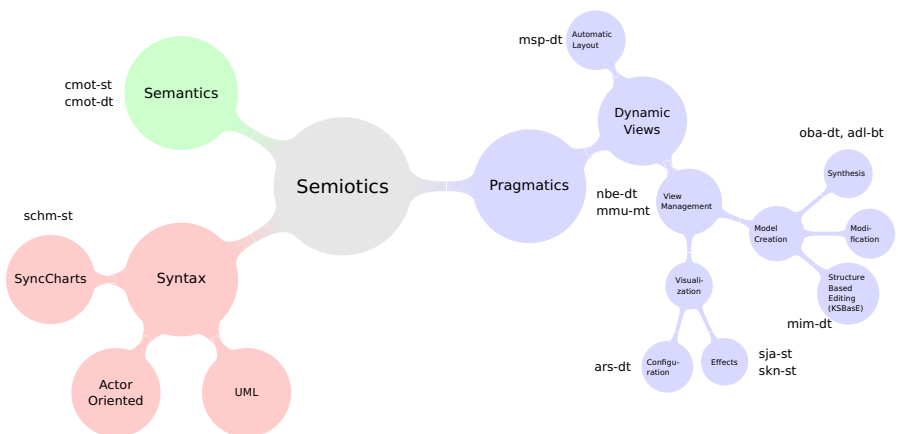 msp-dt
Automatic
Layout
cmot-st
cmot-dt
Semantics
Dynamic
Views
oba-dt, adl-bt
Synthesis
Semiotics
Pragmatics
nbe-dt
mmu-mt
View
Management
schm-st
Model
Creation
Modi-
fication
SyncCharts
Syntax
Visuali-
zation
Structure
Based
Editing
(KSBasE)
mim-dt
ars-dt
Configu-
ration
Effects
sja-st
skn-st
Actor
Oriented
UML